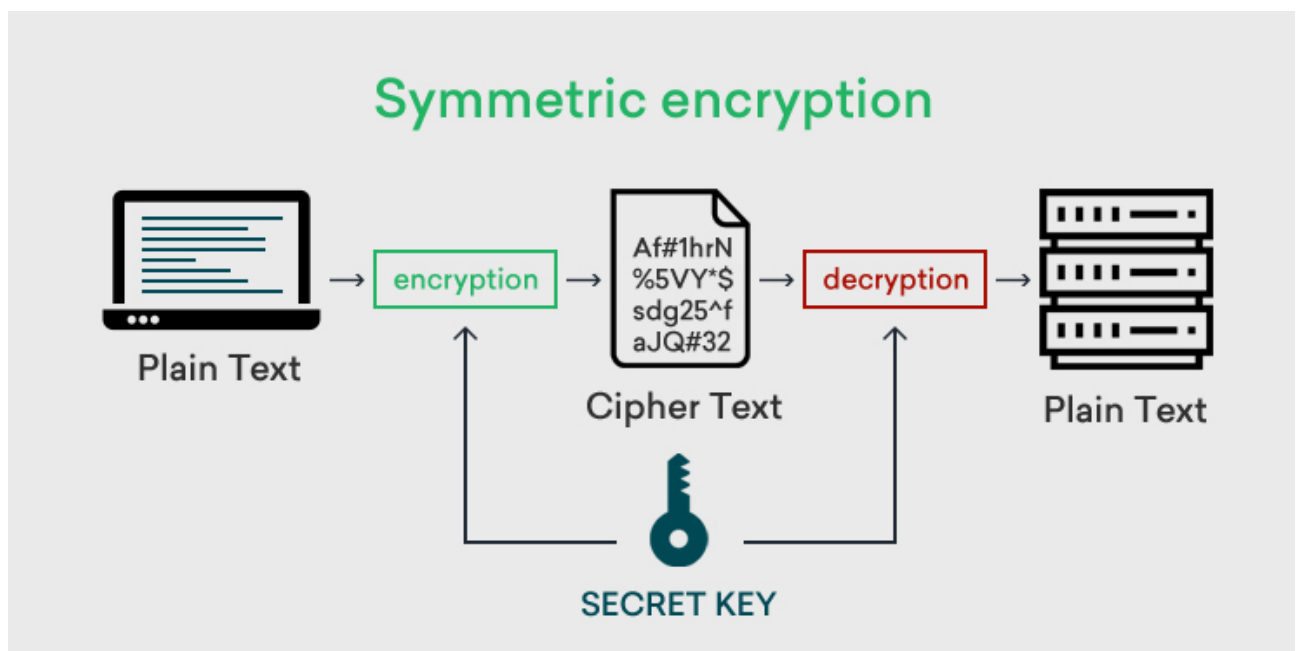 Symmetric encryption
encryption
Af#1hrN
%5VY*$
sdg25^f
aJQ#32
decryption
Plain Text
Cipher Text
Plain Text
SECRET KEY